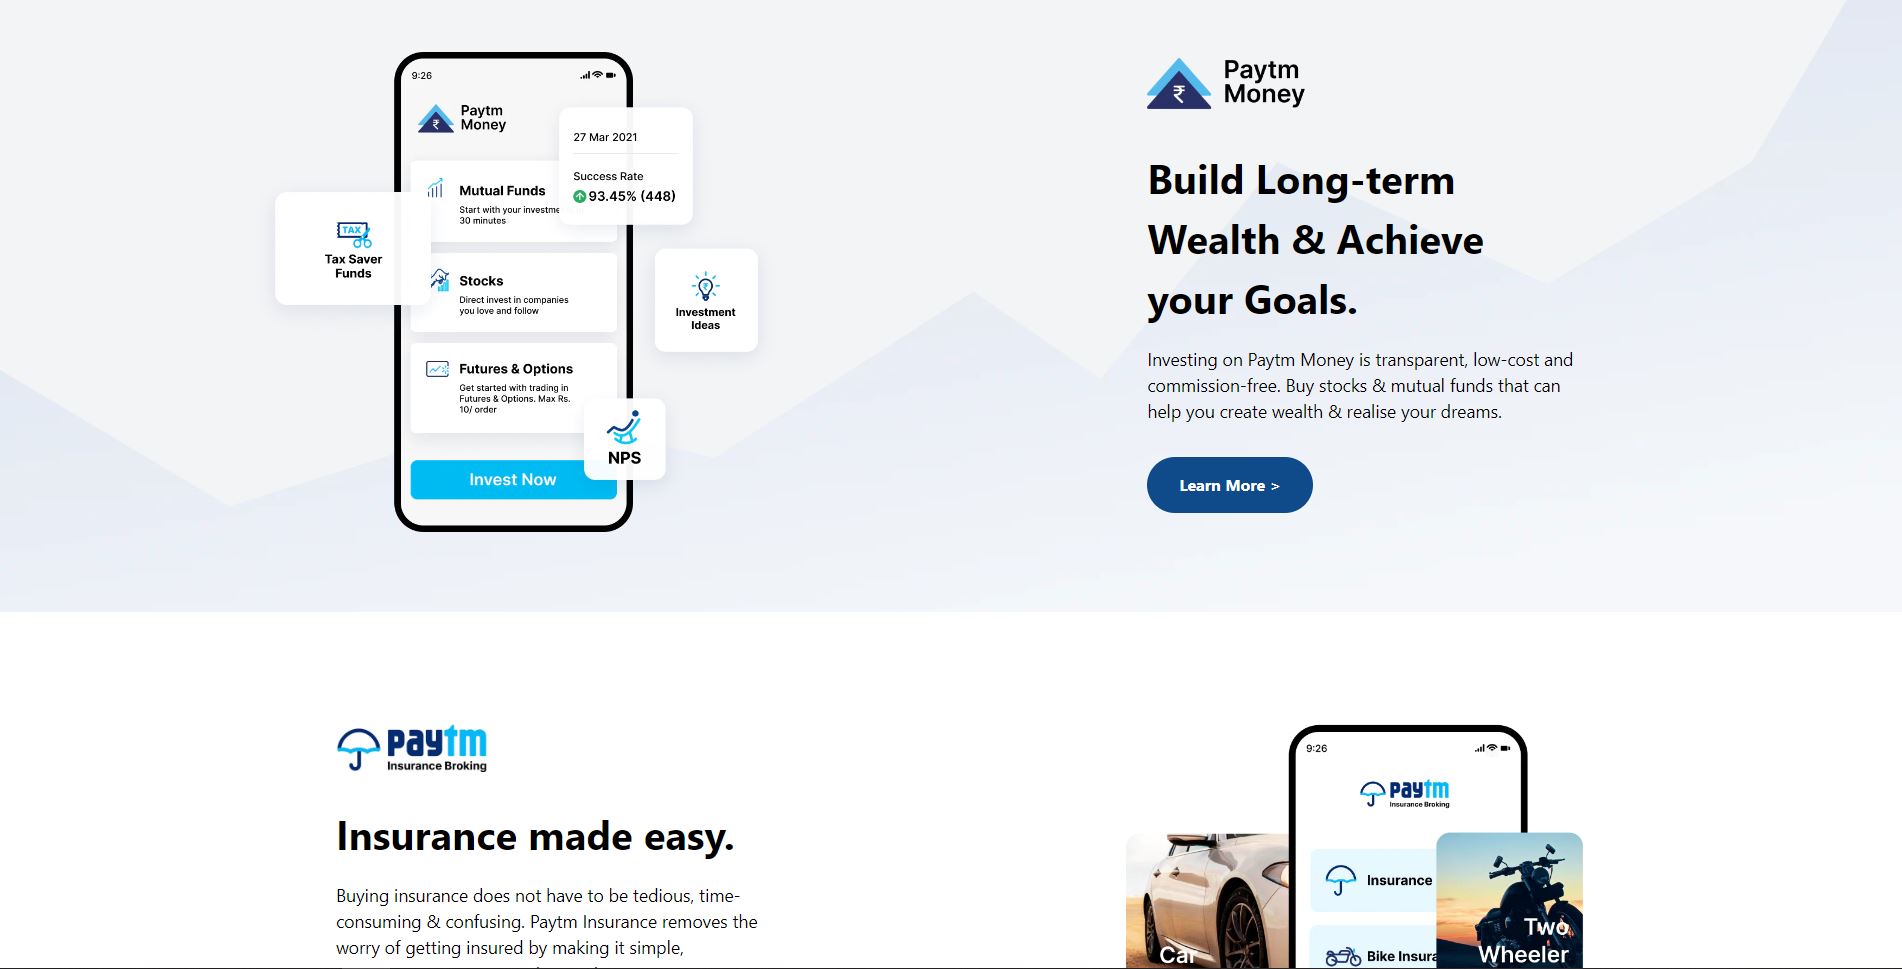 9:26
Paytm
Money
27 Mar 2021
Success Rate
93.45% (448)
Mutual Funds
Start with your investme
30 minutes
TAX
Tax Saver
Funds
Stocks
Direct invest in companies
you love and follow
Investment
Ideas
Futures & Options
Get started with trading in
Futures & Options. Max Rs.
10/ order
NPS
Invest Now
Paytm
Money
Build Long-term
Wealth & Achieve
your Goals.
Investing on Paytm Money is transparent, low-cost and
commission-free. Buy stocks & mutual funds that can
help you create wealth & realise your dreams.
Learn More >
paytm
Insurance Broking
Insurance made easy.
Buying insurance does not have to be tedious, time-
consuming & confusing. Paytm Insurance removes the
worry of getting insured by making it simple,
9:26
paytm
Insurance Broking
Insurance
Bike Insura
Car
Two
Wheeler